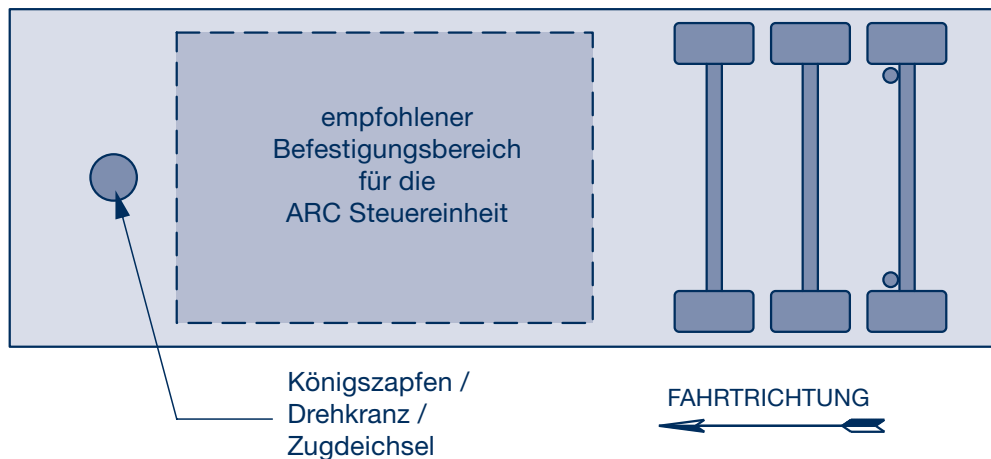 empfohlener
Befestigungsbereich
für die
ARC Steuereinheit
Königszapfen /
Drehkranz /
Zugdeichsel
FAHRTRICHTUNG